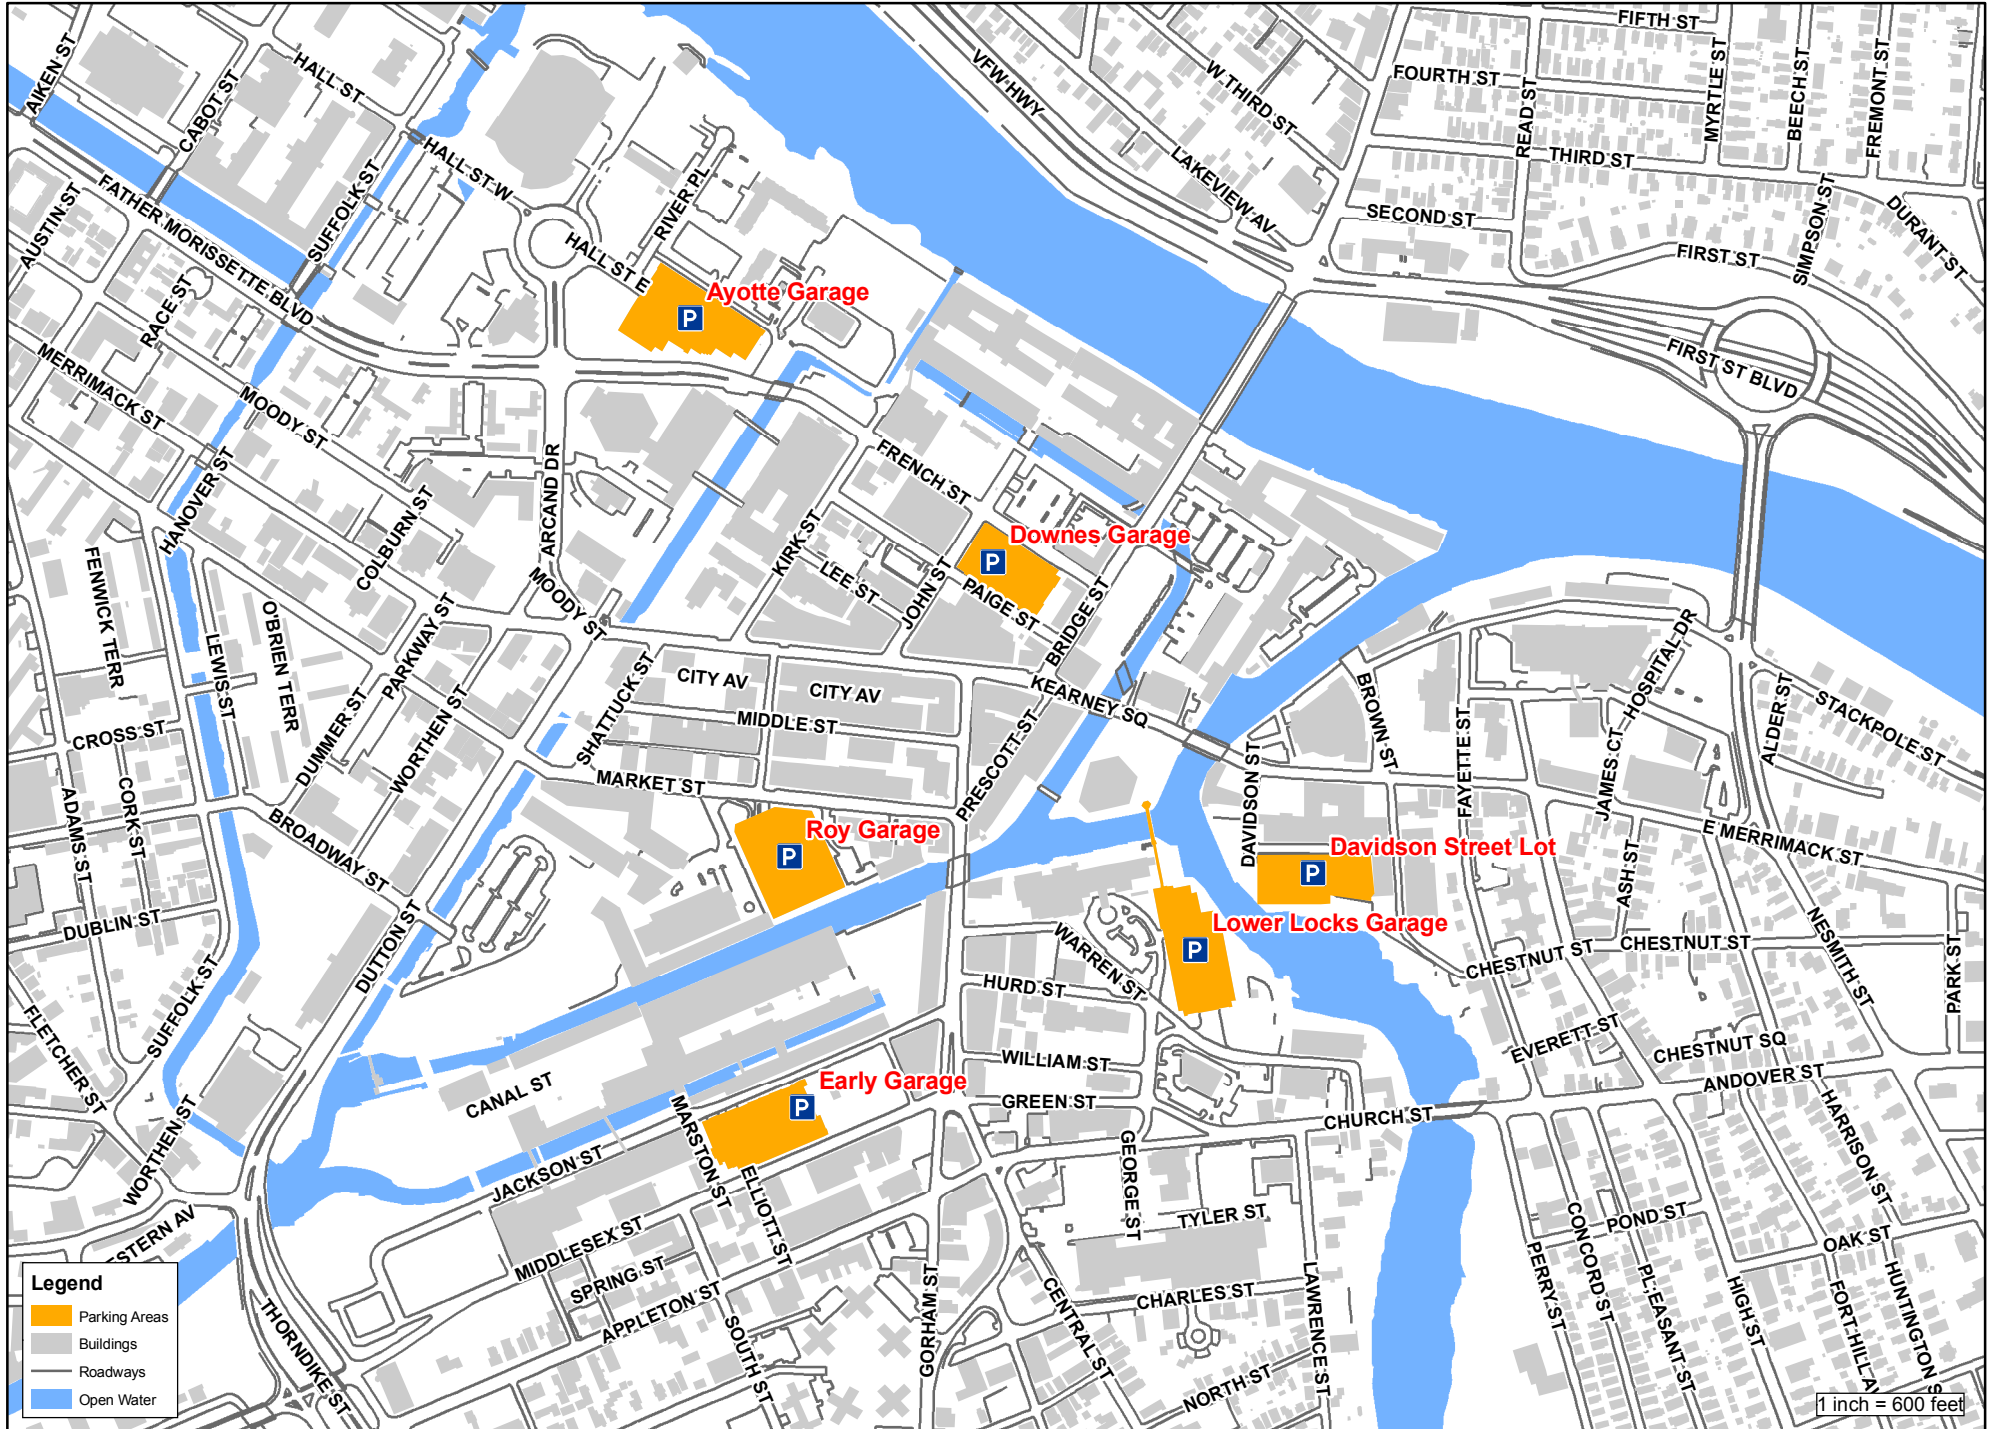 FIFTH ST
AIKEN ST
HALL ST
VFW HWY
W THIRD ST
FOURTH ST
READ ST
MYRTLE ST
BEECH ST
FREMONT ST
CABOT ST
HALL ST W
SUFFOLK ST
LAKEVIEW AV
THIRD ST
AUSTIN ST
FATHER MORISSETTE BLVD
RIVER PL
HALL ST E
SECOND ST
SIMPSON ST
DURANT ST
FIRST ST
Ayotte Garage
P
RACE ST
MERRIMACK ST
MOODY ST
FIRST ST BLVD
HANOVER ST
COLBURN ST
ARCAND DR
FRENCH ST
KIRK ST
Downes Garage
P
FENWICK TERR
LEWIS ST
O'BRIEN TERR
PARKWAY ST
MOODY ST
LEE ST
JOHN ST
PAIGE ST
BRIDGE ST
HOSPITAL DR
DUMMER ST
WORTHEN ST
SHATTUCK ST
CITY AV
CITY AV
KEARNEY SQ
BROWN ST
FAYETTE ST
ALDER ST
STACKPOLE ST
CROSS ST
MIDDLE ST
PRESCOTT ST
DAVIDSON ST
JAMES CT
ADAMS ST
CORK ST
MARKET ST
BROADWAY ST
Roy Garage
P
Davidson Street Lot
P
E MERRIMACK ST
ASH ST
DUBLIN ST
DUTTON ST
Lower Locks Garage
P
WARREN ST
CHESTNUT ST
CHESTNUT ST
NESMITH ST
PARK ST
SUFFOLK ST
FLETCHER ST
HURD ST
EVERETT ST
CHESTNUT SQ
WILLIAM ST
ANDOVER ST
CANAL ST
Early Garage
P
GREEN ST
CHURCH ST
HARRISON ST
WORTHEN ST
MARSTON ST
JACKSON ST
ELLIOTT ST
GEORGE ST
TYLER ST
MIDDLESEX ST
SPRING ST
APPLETON ST
SOUTH ST
GORHAM ST
CENTRAL ST
CHARLES ST
LAWRENCE ST
NORTH ST
PERRY ST
CONCORD ST
POND ST
PLEASANT ST
HIGH ST
OAK ST
FORT HILL AV
HUNTINGTON S
ESTERN AV
THORNDIKE ST
Legend
Parking Areas
Buildings
Roadways
Open Water
1 inch = 600 feet